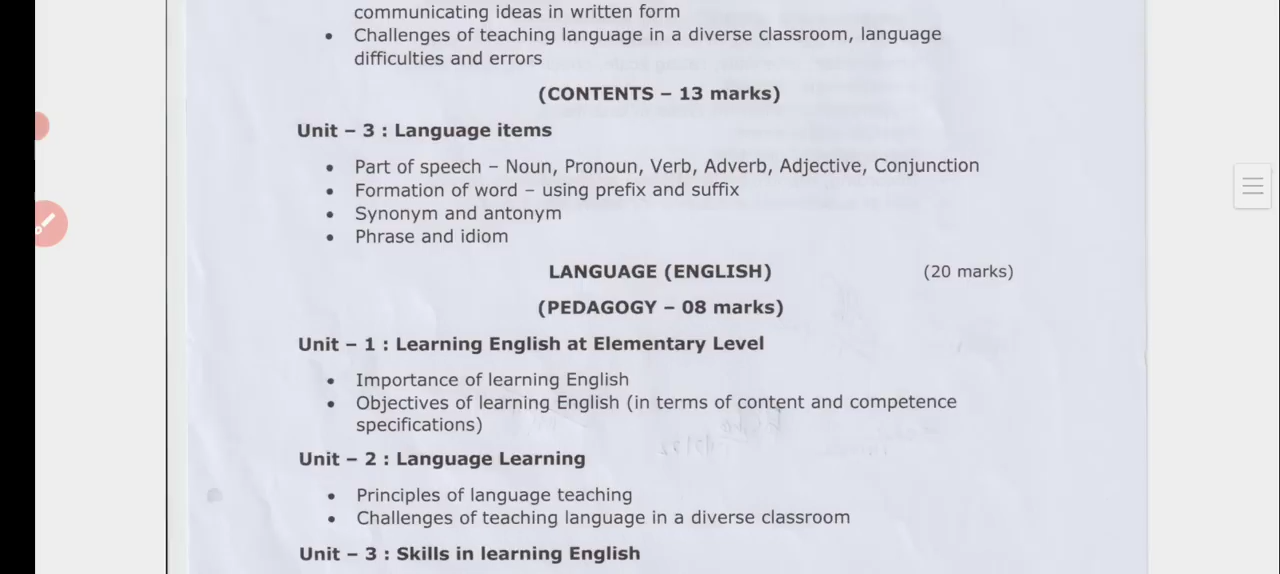 communicating ideas in written form
• Challenges of teaching language in a diverse classroom, language
difficulties and errors
(CONTENTS – 13 marks)
Unit – 3 : Language items
• Part of speech – Noun, Pronoun, Verb, Adverb, Adjective, Conjunction
• Formation of word – using prefix and suffix
• Synonym and antonym
• Phrase and idiom
LANGUAGE (ENGLISH) (20 marks)
(PEDAGOGY – 08 marks)
Unit – 1 : Learning English at Elementary Level
• Importance of learning English
• Objectives of learning English (in terms of content and competence
specifications)
Unit – 2 : Language Learning
• Principles of language teaching
• Challenges of teaching language in a diverse classroom
Unit – 3 : Skills in learning English